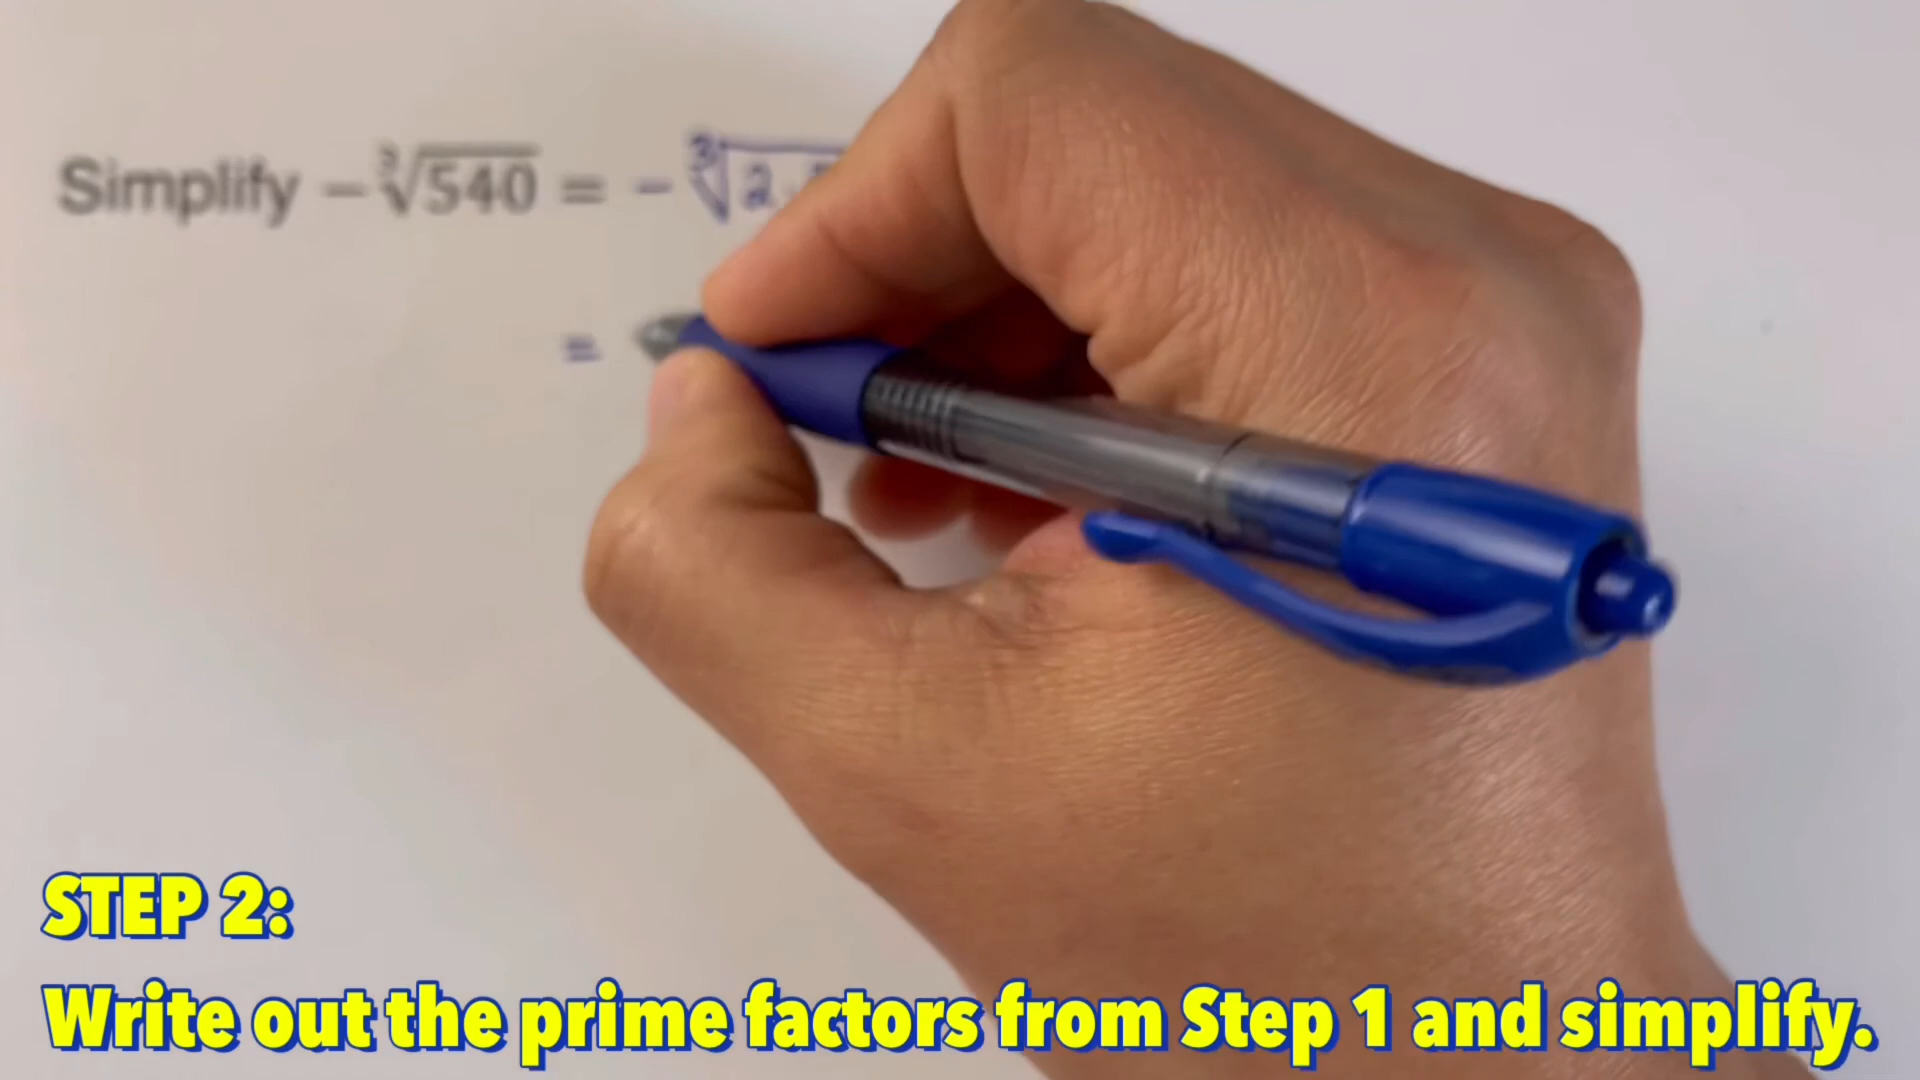 Simplify −∛540 = −∛2 ·
=
STEP 2:
Write out the prime factors from Step 1 and simplify.